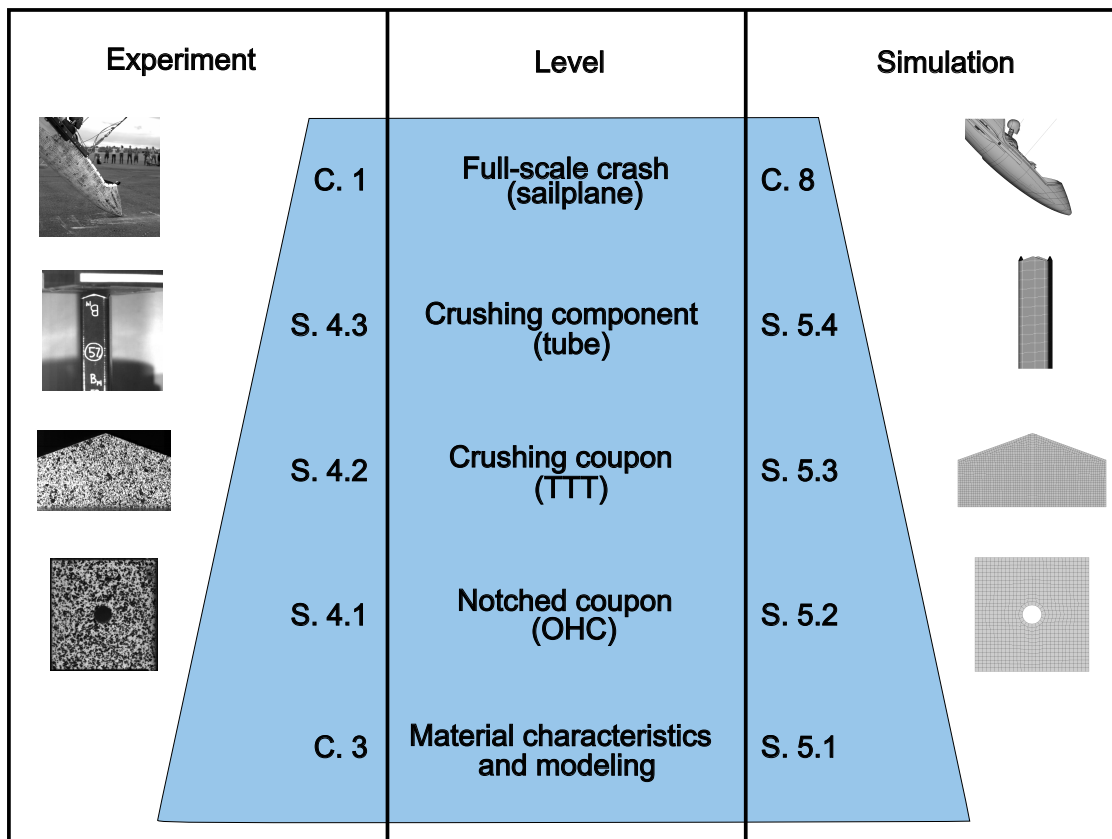 Experiment
Level
Simulation
C. 1
Full-scale crash
(sailplane)
C. 8
S. 4.3
Crushing component
(tube)
S. 5.4
57
B M
S. 4.2
Crushing coupon
(TTT)
S. 5.3
S. 4.1
Notched coupon
(OHC)
S. 5.2
C. 3
Material characteristics
and modeling
S. 5.1